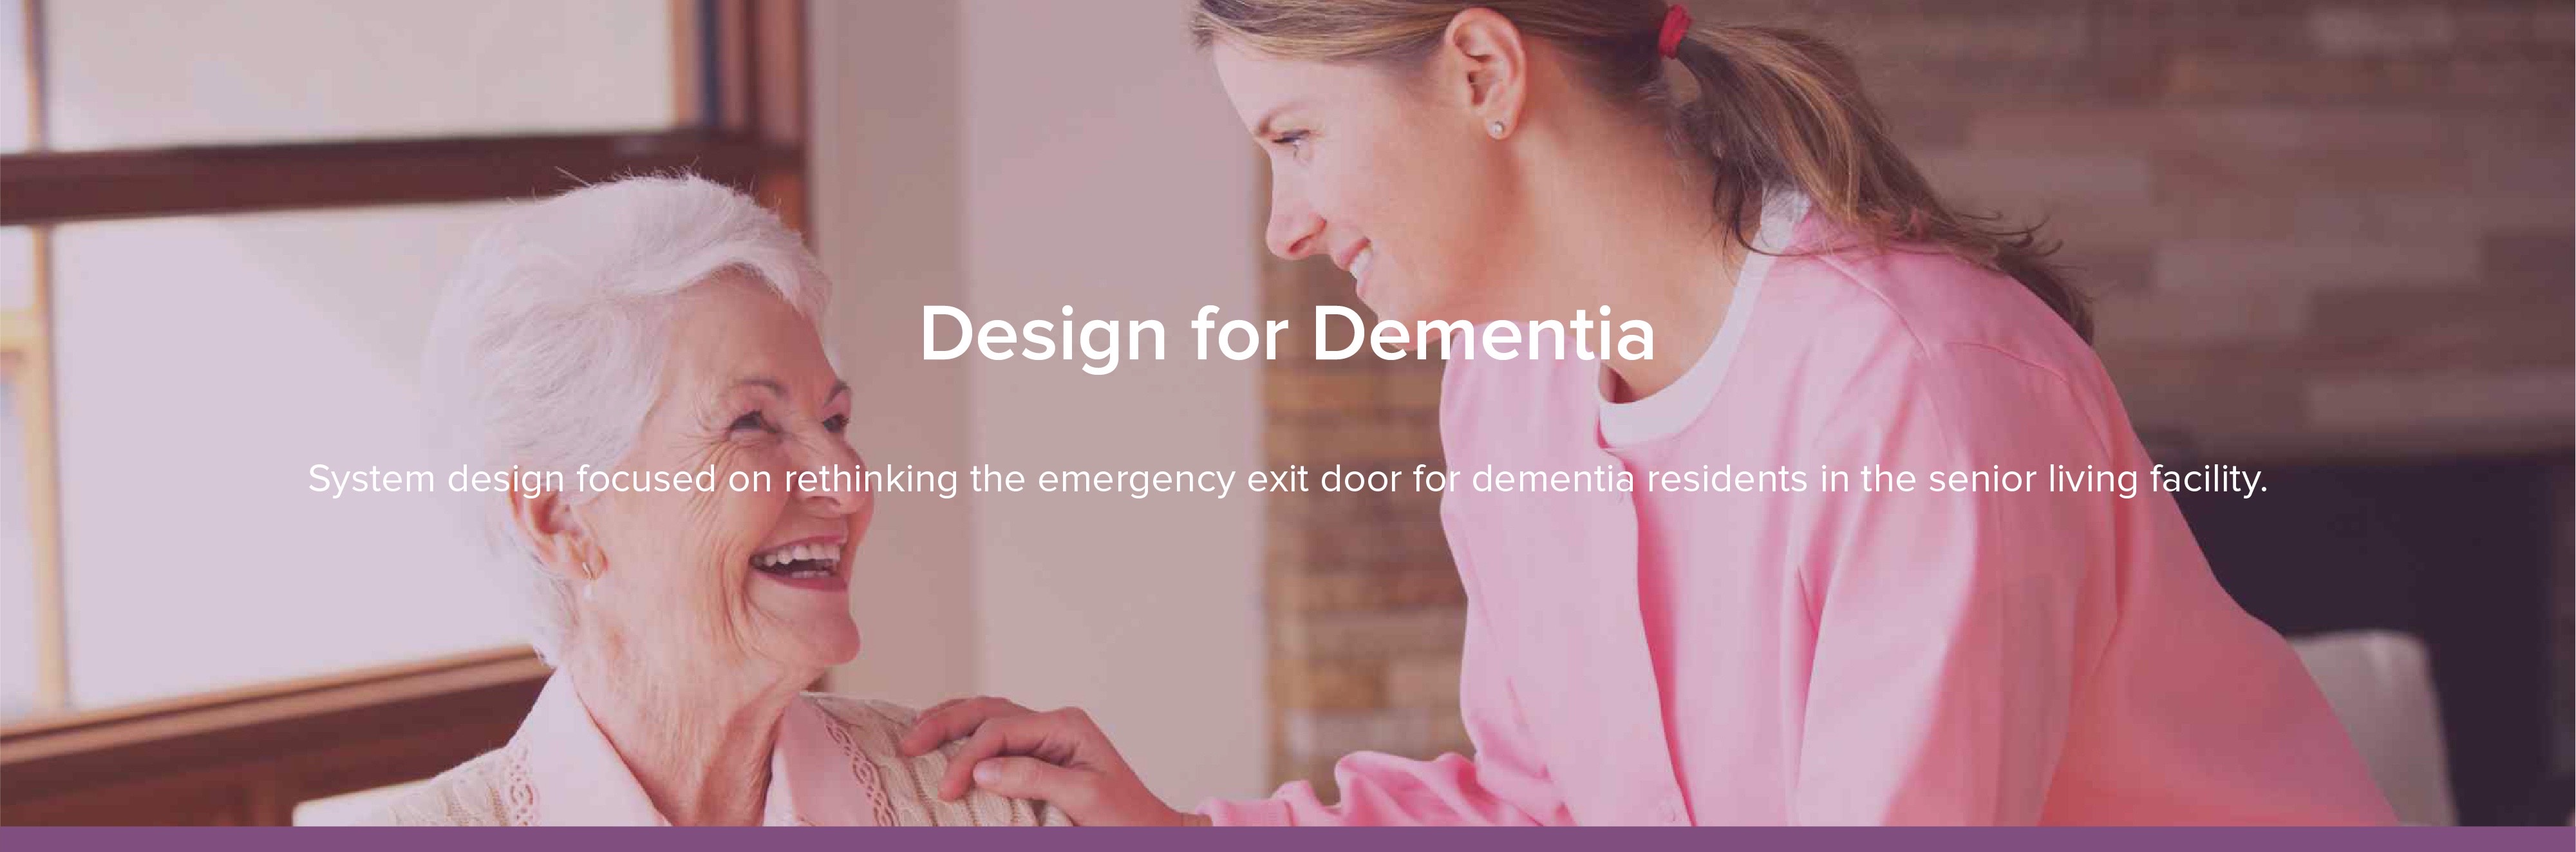 Design for Dementia
System design focused on rethinking the emergency exit door for dementia residents in the senior living facility.